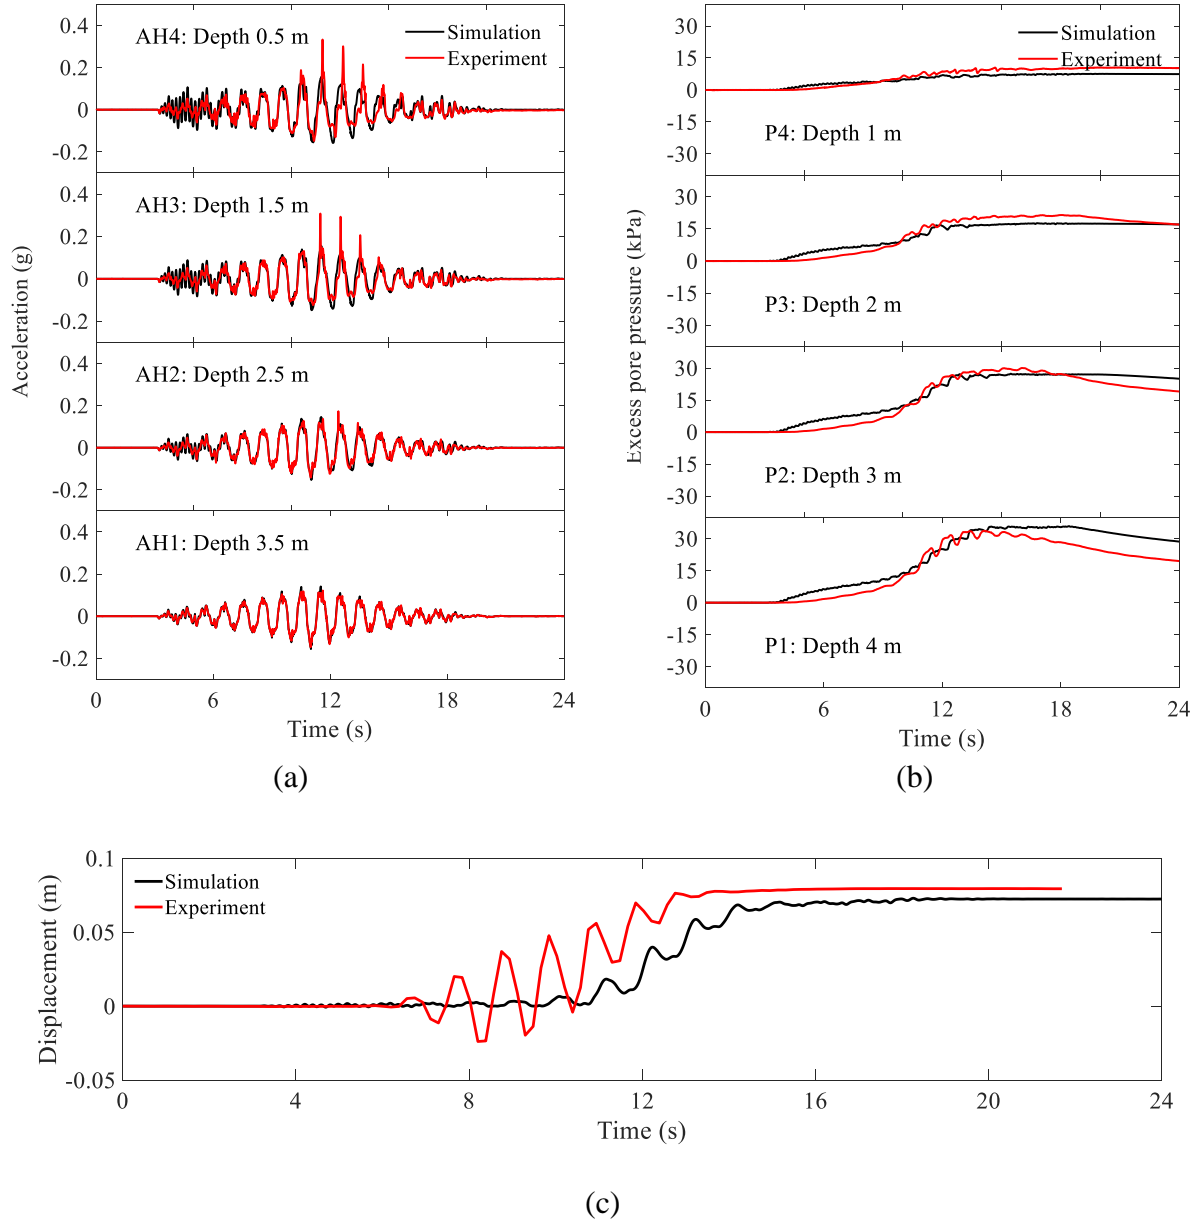 0.4
AH4: Depth 0.5 m
Simulation
Experiment
0.2
0
-0.2
0.4
AH3: Depth 1.5 m
0.2
0
-0.2
0.4
AH2: Depth 2.5 m
0.2
0
-0.2
0.4
AH1: Depth 3.5 m
0.2
0
-0.2
0 6 12 18 24
Time (s)
Acceleration (g)
(a)
30
Simulation
Experiment
15
0
-15
P4: Depth 1 m
-30
30
15
0
-15
P3: Depth 2 m
-30
30
15
0
-15
P2: Depth 3 m
-30
30
15
0
-15
P1: Depth 4 m
-30
0 6 12 18 24
Time (s)
Excess pore pressure (kPa)
(b)
0.1
Simulation
Experiment
0.05
0
-0.05
0 4 8 12 16 20 24
Time (s)
Displacement (m)
(c)